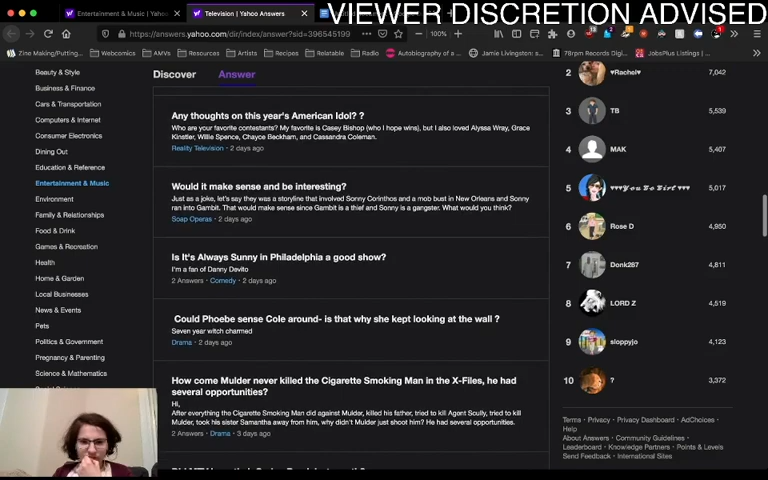 VIEWER DISCRETION ADVISED
Entertainment & Music | Yahoo
Television | Yahoo Answers
https://answers.yahoo.com/dir/index/answer?sid=396545199
100%
Zine Making/Putting...
Webcomics
AMVs
Resources
Artists
Recipes
Relatable
Radio
Autobiography of a...
Jamie Livingston: s...
78rpm Records Digi...
JobsPlus | Listing |...
Beauty & Style
Business & Finance
Cars & Transportation
Computers & Internet
Consumer Electronics
Dining Out
Education & Reference
Entertainment & Music
Environment
Family & Relationships
Food & Drink
Games & Recreation
Health
Home & Garden
Local Businesses
News & Events
Pets
Politics & Government
Pregnancy & Parenting
Science & Mathematics
Discover Answer
Any thoughts on this year's American Idol? ?
Who are your favorite contestants? My favorite is Casey Bishop (who I hope wins), but I also loved Alyssa Wray, Grace
Kinstler, Willie Spence, Chayce Beckham, and Cassandra Coleman.
Reality Television · 2 days ago
Would it make sense and be interesting?
Just as a joke, let's say they was a storyline that involved Sonny Corinthos and a mob bust in New Orleans and Sonny
ran into Gambit. That would make sense since Gambit is a thief and Sonny is a gangster. What would you think?
Soap Operas · 2 days ago
Is It's Always Sunny in Philadelphia a good show?
I'm a fan of Danny Devito
2 Answers · Comedy · 2 days ago
Could Phoebe sense Cole around- is that why she kept looking at the wall ?
Seven year witch charmed
Drama · 2 days ago
How come Mulder never killed the Cigarette Smoking Man in the X-Files, he had
several opportunities?
Hi,
After everything the Cigarette Smoking Man did against Mulder, killed his father, tried to kill Agent Scully, tried to kill
Mulder, took his sister Samantha away from him, why didn't Mulder just shoot him? He had several opportunities.
2 Answers · Drama · 3 days ago
2 ♥Rachel♥ 7,042
3 TB 5,539
4 MAK 5,407
5 ♥♥♥𝒴𝑜𝓊 𝒢𝑜 𝒢𝒾𝓇𝓁 ♥♥♥ 5,017
6 Rose D 4,950
7 Donk287 4,811
8 LORD Z 4,519
9 sloppyjo 4,123
10 ? 3,372
Terms · Privacy · Privacy Dashboard · AdChoices ·
Help
About Answers · Community Guidelines ·
Leaderboard · Knowledge Partners · Points & Levels
Send Feedback · International Sites